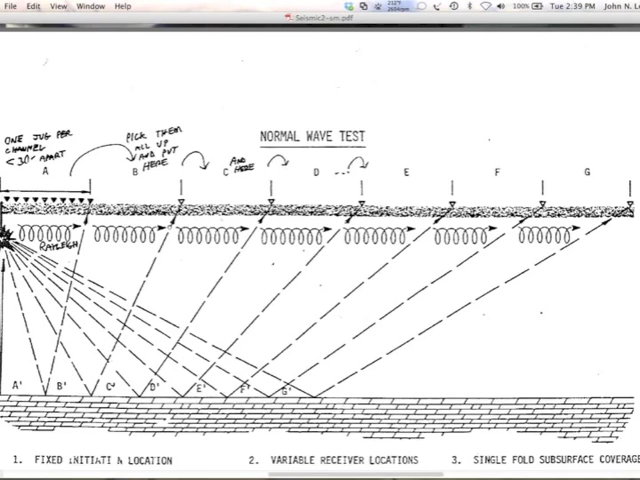 File Edit View Window Help
100% Tue 2:39 PM John N. L
Seismic2-sm.pdf
NORMAL WAVE TEST
ONE JUG PER
CHANNEL
< 30' APART
PICK THEM
ALL UP
AND PUT
HERE
AND
HERE
A B C D ... E F G
RAYLEIGH
A' B' C' D' E' F' G'
1. FIXED INITIATI N LOCATION 2. VARIABLE RECEIVER LOCATIONS 3. SINGLE FOLD SUBSURFACE COVERAGE